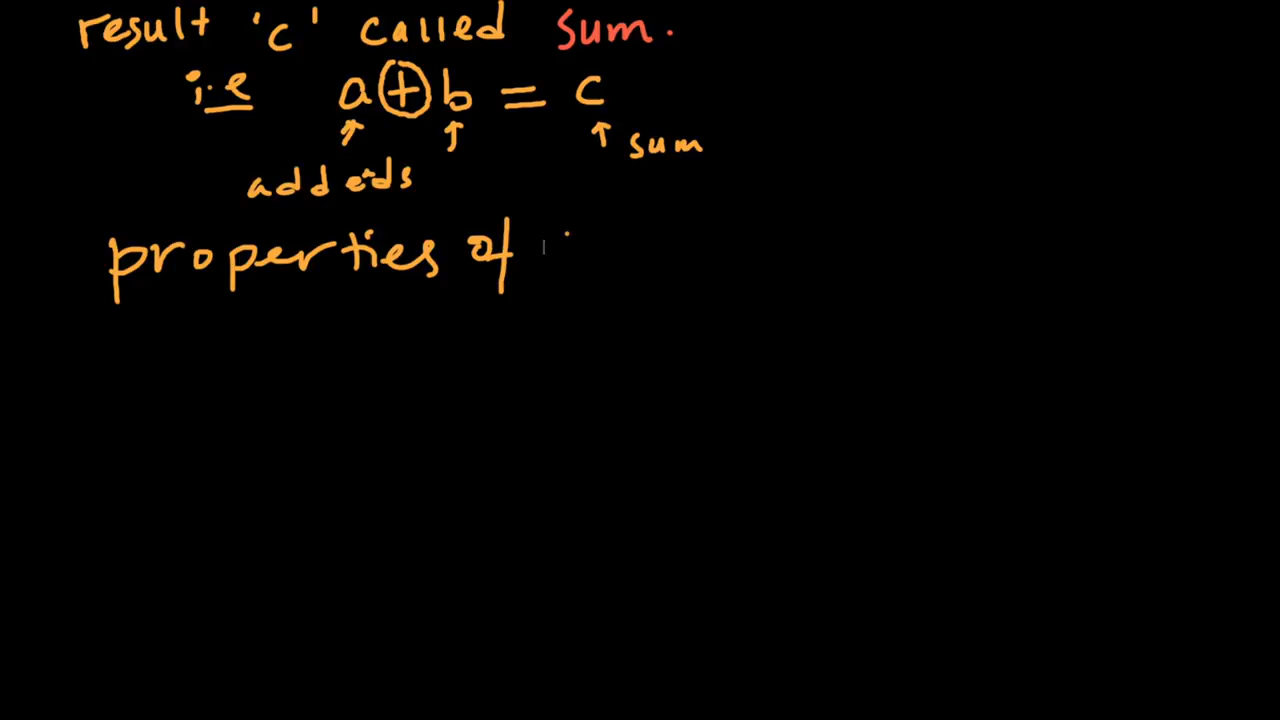 result 'c' called sum.
i.e a + b = c
sum
addeds
properties of